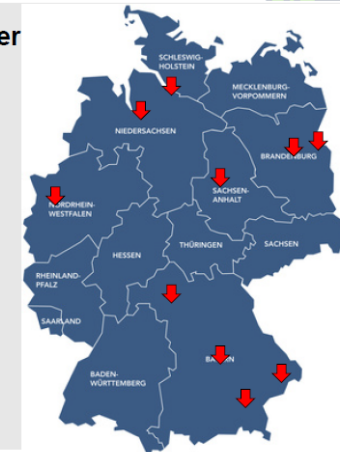 er
SCHLESWIG-
HOLSTEIN
MECKLENBURG-
VORPOMMERN
NIEDERSACHSEN
BRANDENBURG
SACHSEN-
ANHALT
NORDRHEIN-
WESTFALEN
THÜRINGEN
SACHSEN
HESSEN
RHEINLAND-
PFALZ
SAARLAND
BAYERN
BADEN-
WÜRTTEMBERG